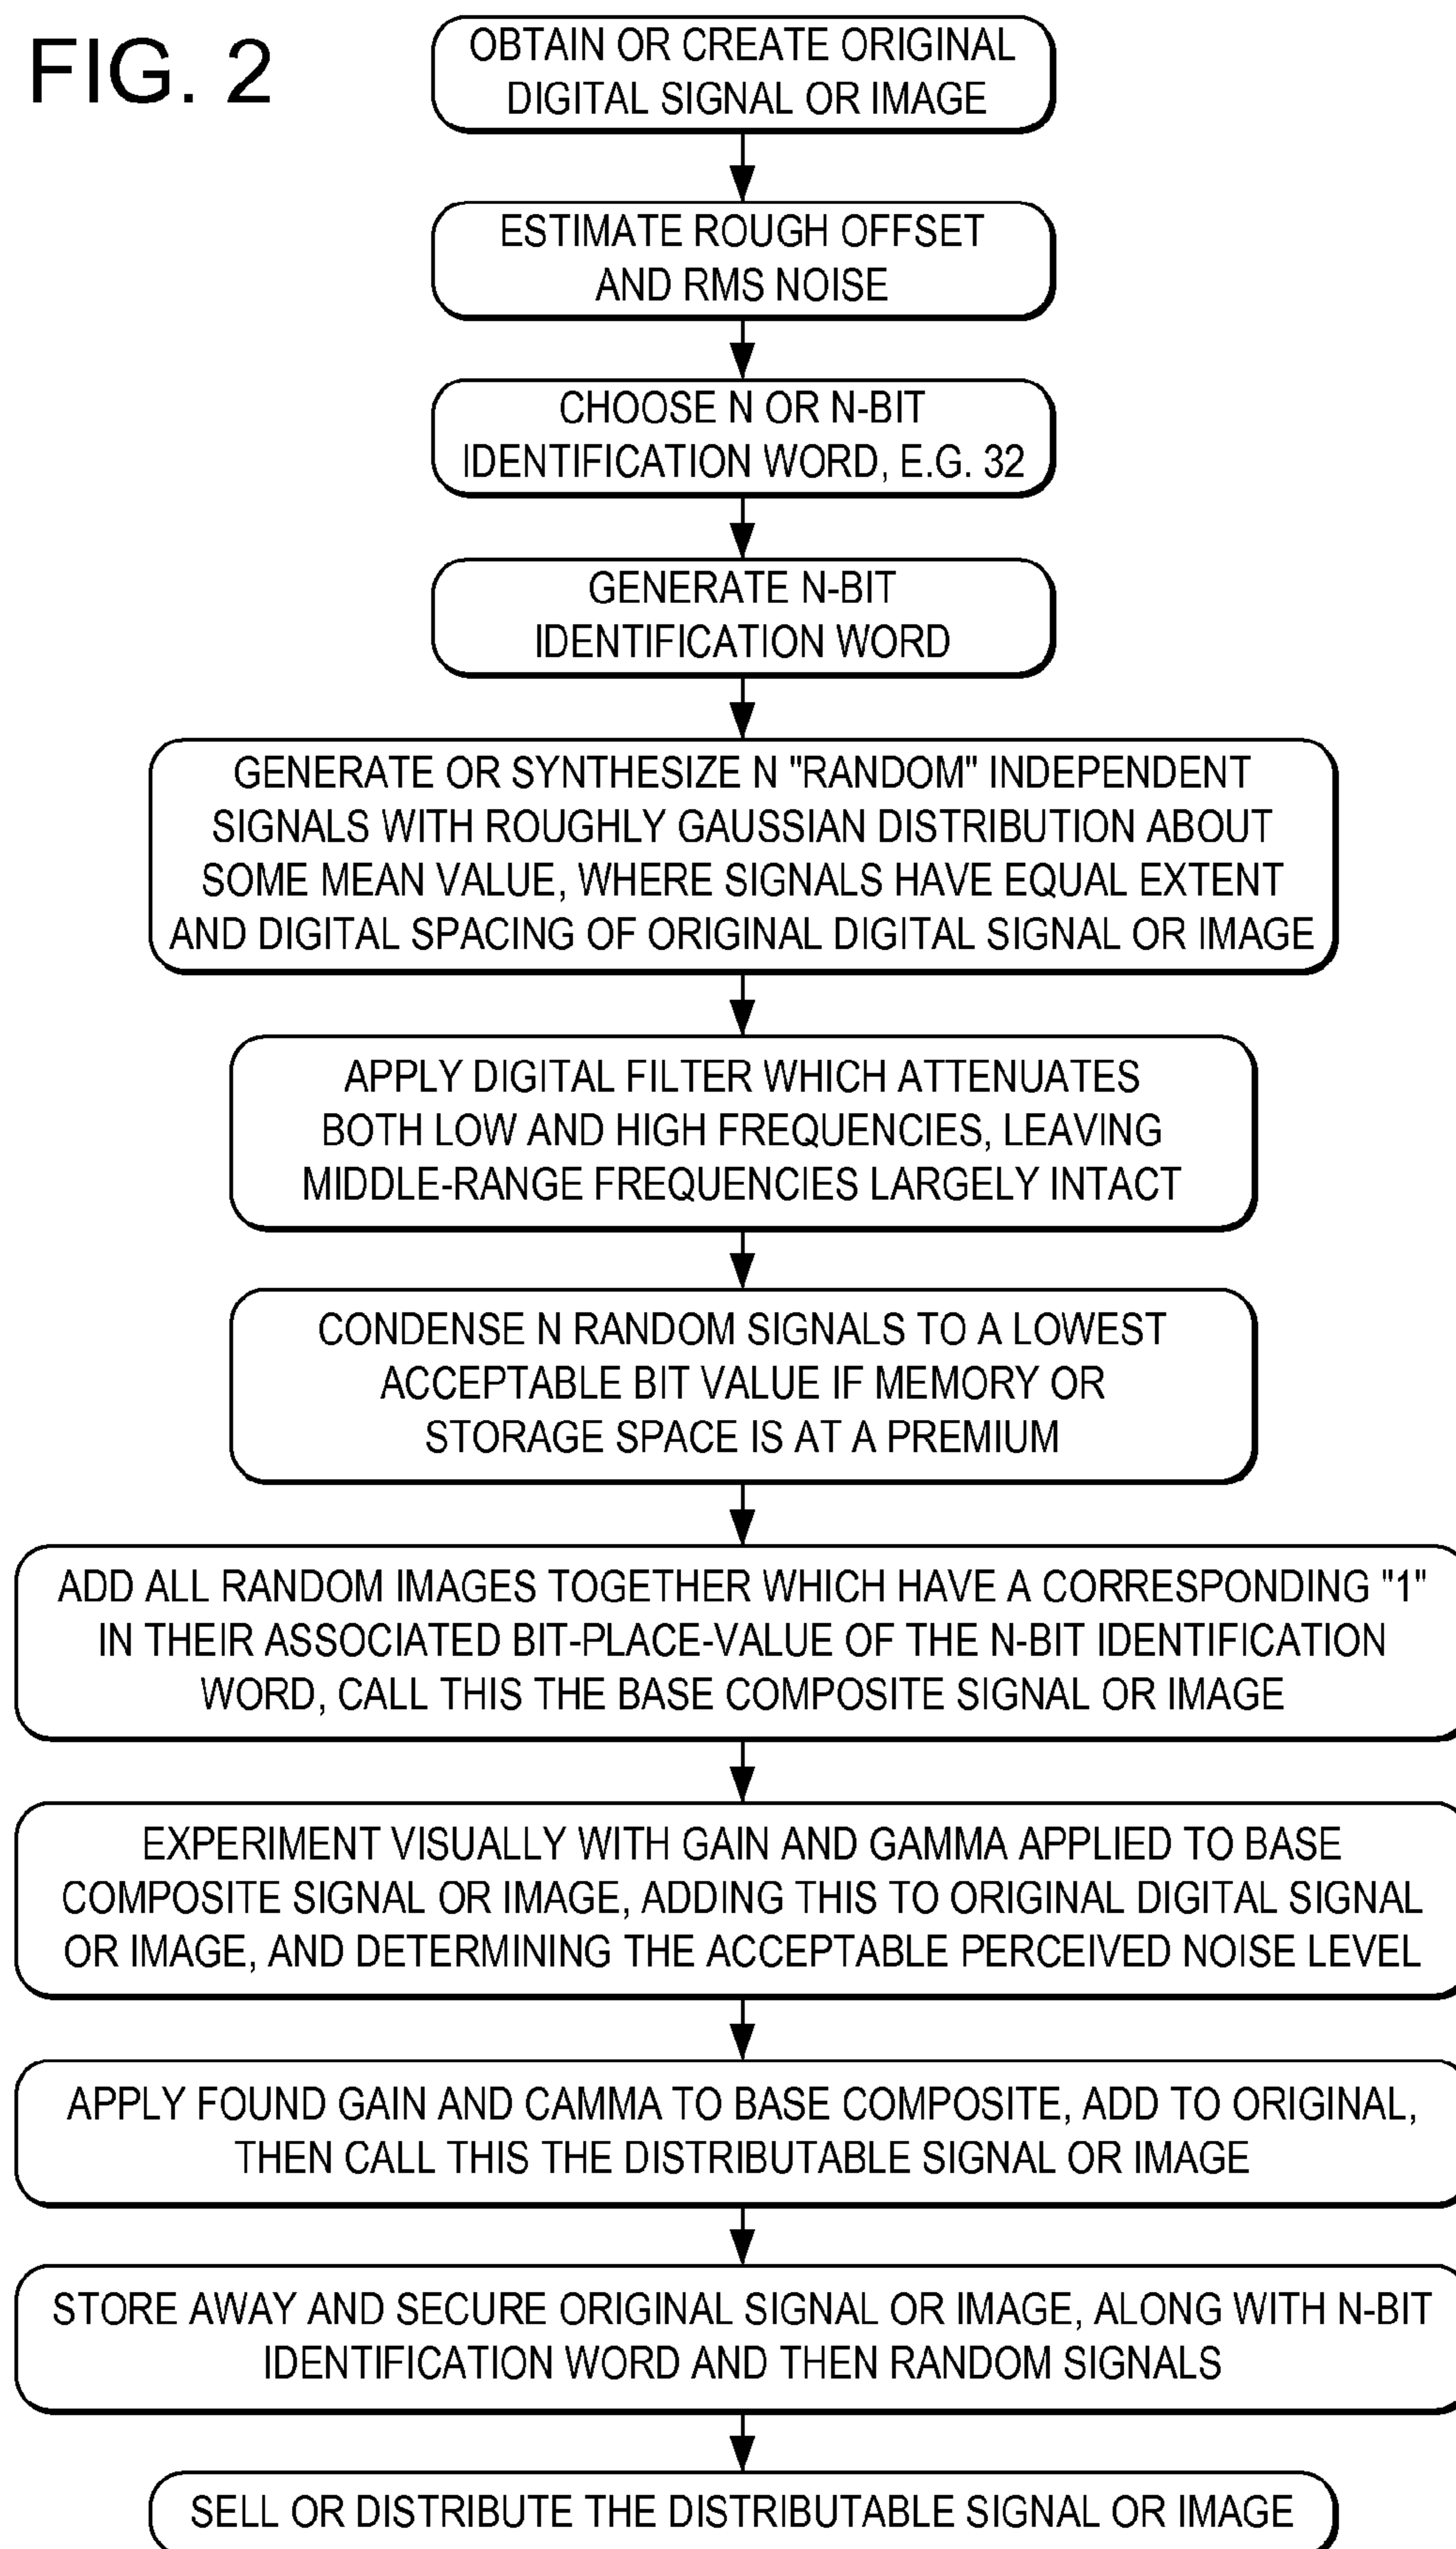 FIG. 2
OBTAIN OR CREATE ORIGINAL
DIGITAL SIGNAL OR IMAGE
ESTIMATE ROUGH OFFSET
AND RMS NOISE
CHOOSE N OR N-BIT
IDENTIFICATION WORD, E.G. 32
GENERATE N-BIT
IDENTIFICATION WORD
GENERATE OR SYNTHESIZE N "RANDOM" INDEPENDENT
SIGNALS WITH ROUGHLY GAUSSIAN DISTRIBUTION ABOUT
SOME MEAN VALUE, WHERE SIGNALS HAVE EQUAL EXTENT
AND DIGITAL SPACING OF ORIGINAL DIGITAL SIGNAL OR IMAGE
APPLY DIGITAL FILTER WHICH ATTENUATES
BOTH LOW AND HIGH FREQUENCIES, LEAVING
MIDDLE-RANGE FREQUENCIES LARGELY INTACT
CONDENSE N RANDOM SIGNALS TO A LOWEST
ACCEPTABLE BIT VALUE IF MEMORY OR
STORAGE SPACE IS AT A PREMIUM
ADD ALL RANDOM IMAGES TOGETHER WHICH HAVE A CORRESPONDING "1"
IN THEIR ASSOCIATED BIT-PLACE-VALUE OF THE N-BIT IDENTIFICATION
WORD, CALL THIS THE BASE COMPOSITE SIGNAL OR IMAGE
EXPERIMENT VISUALLY WITH GAIN AND GAMMA APPLIED TO BASE
COMPOSITE SIGNAL OR IMAGE, ADDING THIS TO ORIGINAL DIGITAL SIGNAL
OR IMAGE, AND DETERMINING THE ACCEPTABLE PERCEIVED NOISE LEVEL
APPLY FOUND GAIN AND CAMMA TO BASE COMPOSITE, ADD TO ORIGINAL,
THEN CALL THIS THE DISTRIBUTABLE SIGNAL OR IMAGE
STORE AWAY AND SECURE ORIGINAL SIGNAL OR IMAGE, ALONG WITH N-BIT
IDENTIFICATION WORD AND THEN RANDOM SIGNALS
SELL OR DISTRIBUTE THE DISTRIBUTABLE SIGNAL OR IMAGE